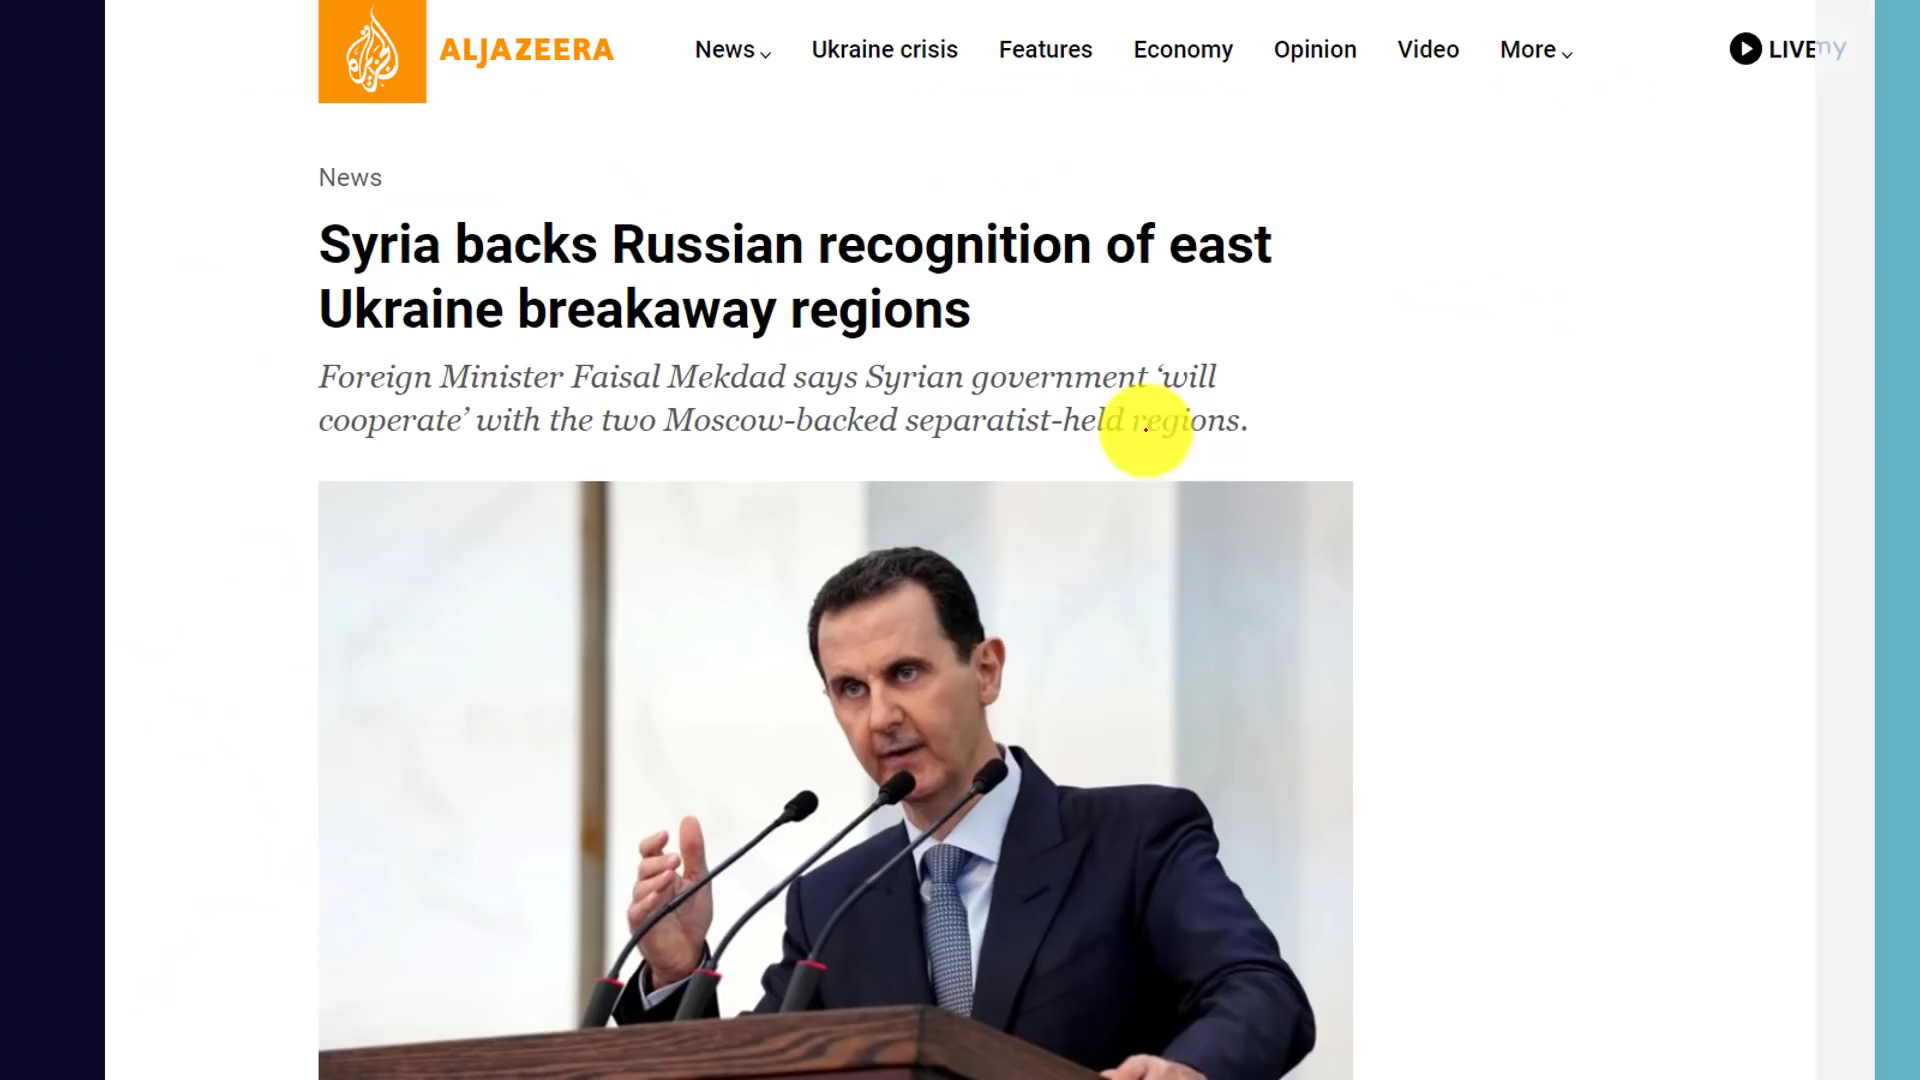 ALJAZEERA
News
Ukraine crisis
Features
Economy
Opinion
Video
More
LIVE
News
Syria backs Russian recognition of east
Ukraine breakaway regions
Foreign Minister Faisal Mekdad says Syrian government ‘will
cooperate’ with the two Moscow-backed separatist-held regions.